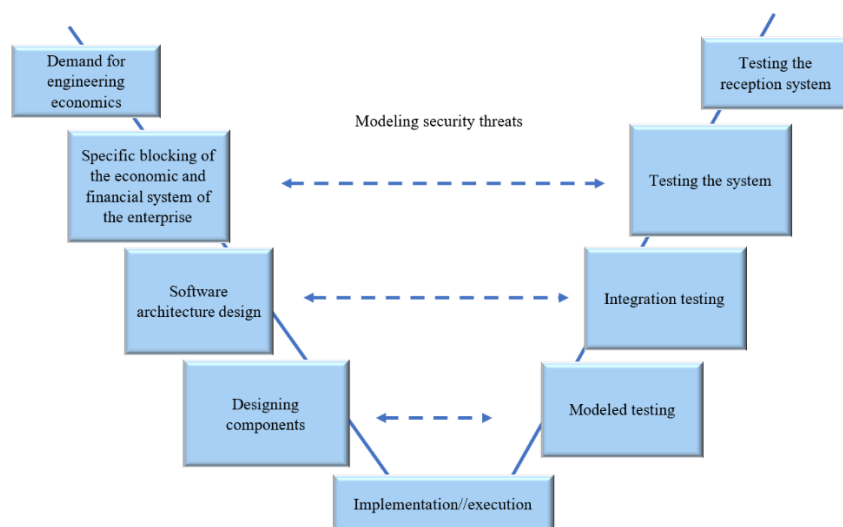 Demand for
engineering
economics
Testing the
reception system
Modeling security threats
Specific blocking of
the economic and
financial system of
the enterprise
Testing the system
Software
architecture design
Integration testing
Designing
components
Modeled testing
Implementation//execution